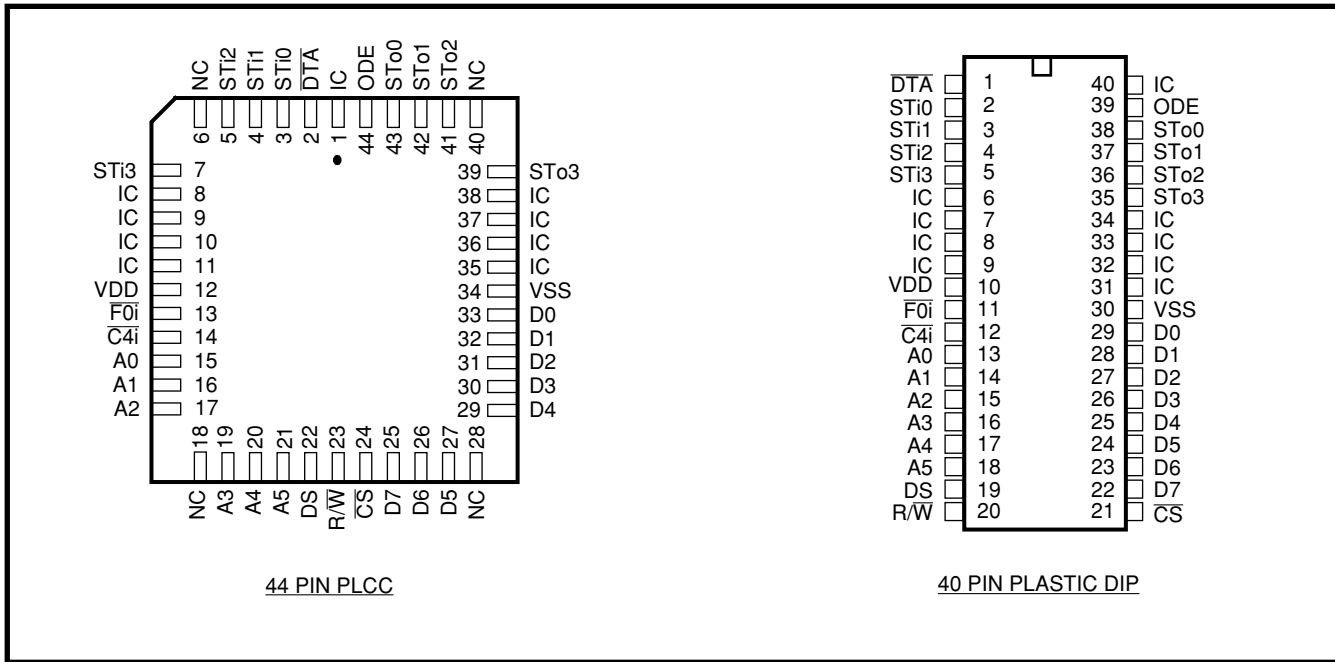 NC STi2 STi1 STi0 D̅T̅A̅ IC ODE STo0 STo1 STo2 NC
6 5 4 3 2 1 44 43 42 41 40
STi3 7 39 STo3
IC 8 38 IC
IC 9 37 IC
IC 10 36 IC
IC 11 35 IC
VDD 12 34 VSS
F̅0̅i̅ 13 33 D0
C̅4̅i̅ 14 32 D1
A0 15 31 D2
A1 16 30 D3
A2 17 29 D4
18 19 20 21 22 23 24 25 26 27 28
NC A3 A4 A5 DS R/W̅ C̅S̅ D7 D6 D5 NC
44 PIN PLCC
D̅T̅A̅ 1 40 IC
STi0 2 39 ODE
STi1 3 38 STo0
STi2 4 37 STo1
STi3 5 36 STo2
IC 6 35 STo3
IC 7 34 IC
IC 8 33 IC
IC 9 32 IC
VDD 10 31 IC
F̅0̅i̅ 11 30 VSS
C̅4̅i̅ 12 29 D0
A0 13 28 D1
A1 14 27 D2
A2 15 26 D3
A3 16 25 D4
A4 17 24 D5
A5 18 23 D6
DS 19 22 D7
R/W̅ 20 21 C̅S̅
40 PIN PLASTIC DIP